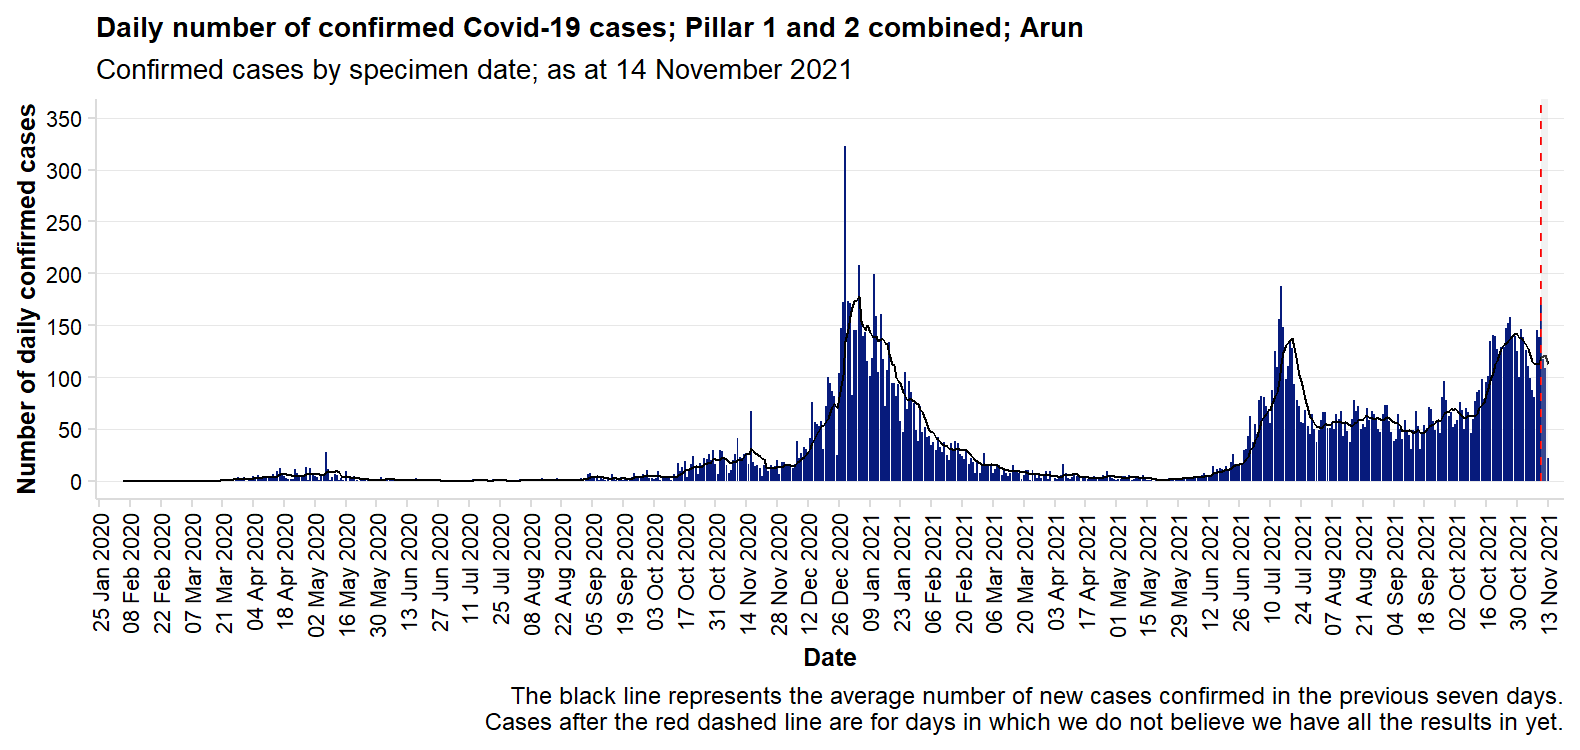 Daily number of confirmed Covid-19 cases; Pillar 1 and 2 combined; Arun
Confirmed cases by specimen date; as at 14 November 2021
Number of daily confirmed cases
350
300
250
200
150
100
50
0
25 Jan 2020
08 Feb 2020
22 Feb 2020
07 Mar 2020
21 Mar 2020
04 Apr 2020
18 Apr 2020
02 May 2020
16 May 2020
30 May 2020
13 Jun 2020
27 Jun 2020
11 Jul 2020
25 Jul 2020
08 Aug 2020
22 Aug 2020
05 Sep 2020
19 Sep 2020
03 Oct 2020
17 Oct 2020
31 Oct 2020
14 Nov 2020
28 Nov 2020
12 Dec 2020
26 Dec 2020
09 Jan 2021
23 Jan 2021
06 Feb 2021
20 Feb 2021
06 Mar 2021
20 Mar 2021
03 Apr 2021
17 Apr 2021
01 May 2021
15 May 2021
29 May 2021
12 Jun 2021
26 Jun 2021
10 Jul 2021
24 Jul 2021
07 Aug 2021
21 Aug 2021
04 Sep 2021
18 Sep 2021
02 Oct 2021
16 Oct 2021
30 Oct 2021
13 Nov 2021
Date
The black line represents the average number of new cases confirmed in the previous seven days.
Cases after the red dashed line are for days in which we do not believe we have all the results in yet.